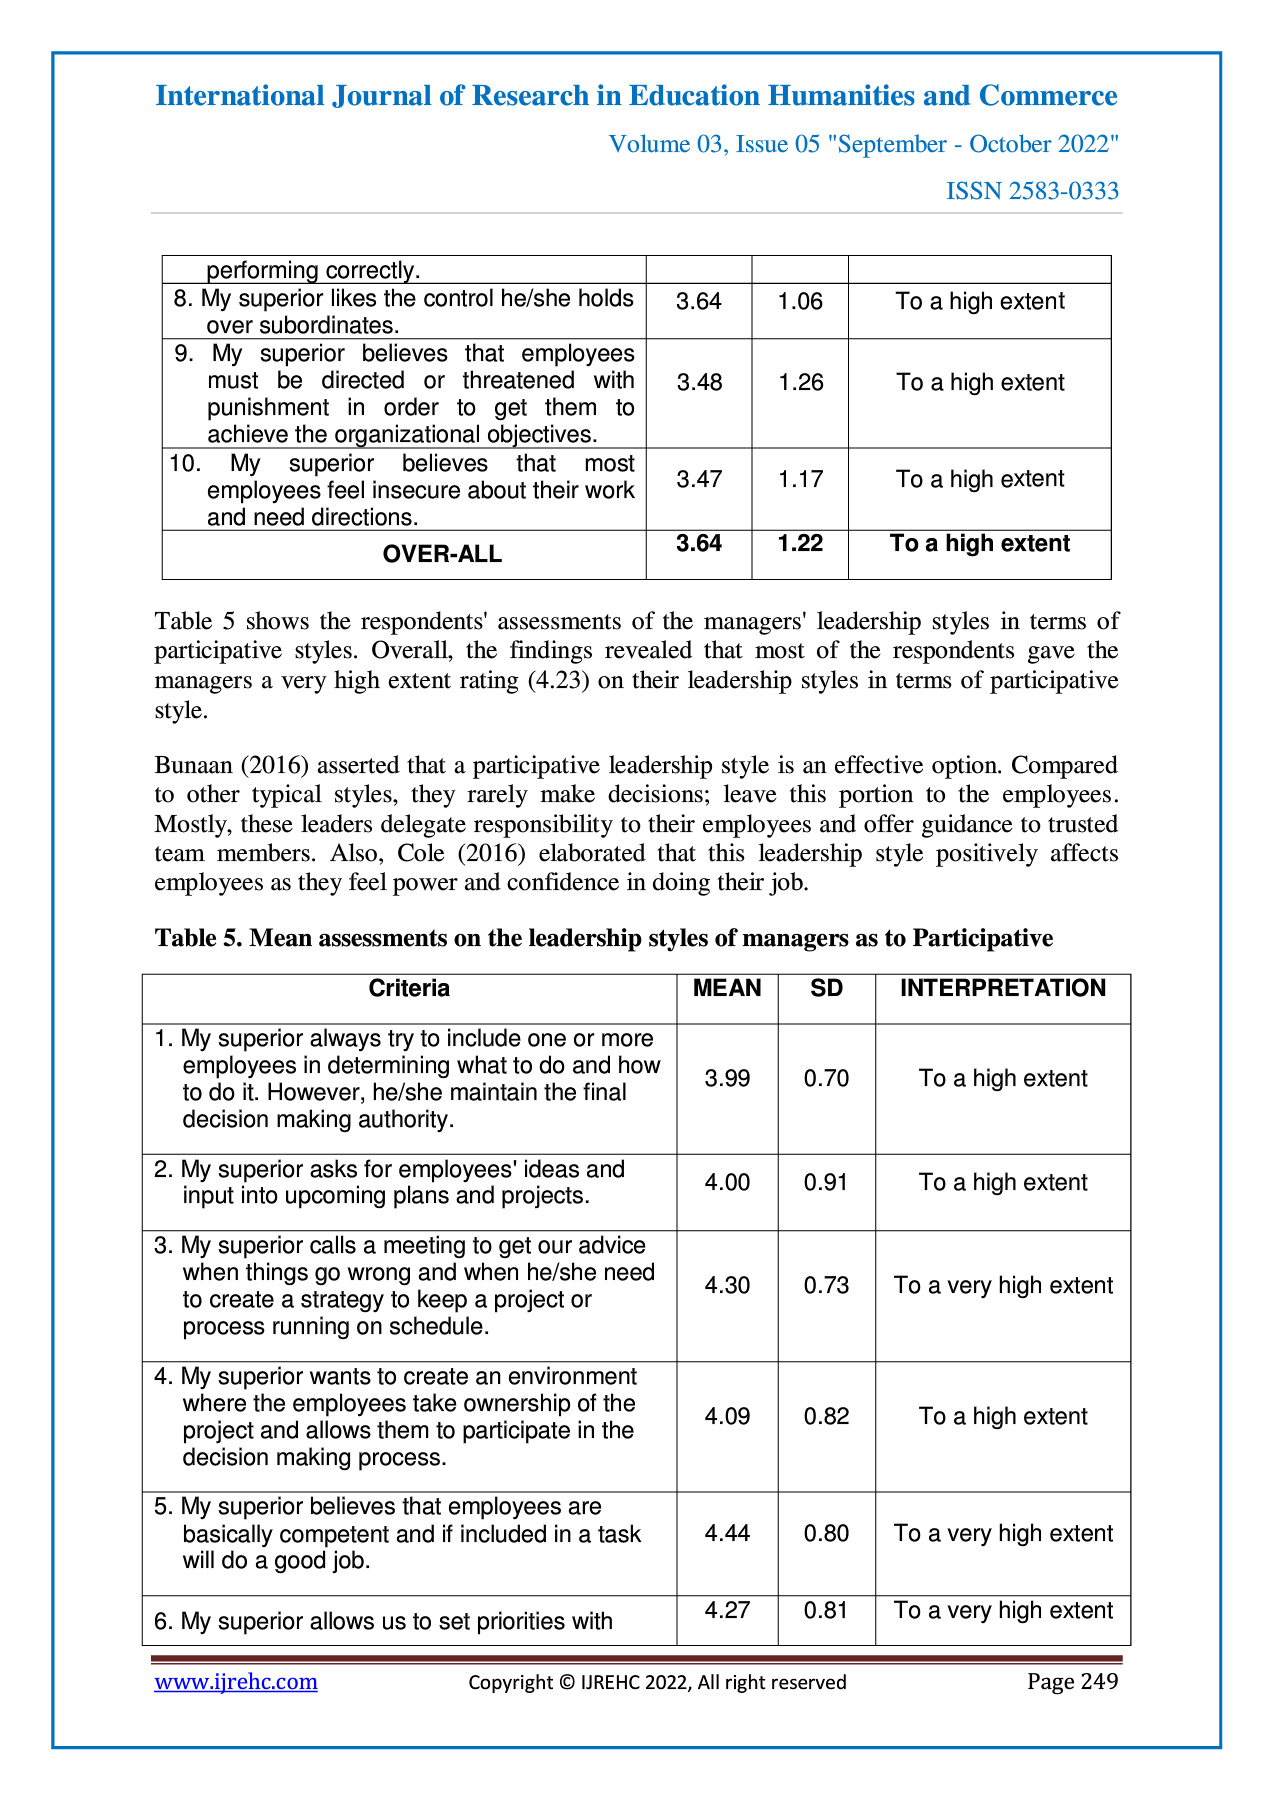 International Journal of Research in Education Humanities and Commerce
Volume 03, Issue 05 "September - October 2022"
ISSN 2583-0333
performing correctly.
8. My superior likes the control he/she holds
over subordinates.
3.64 1.06 To a high extent
9. My superior believes that employees
must be directed or threatened with
punishment in order to get them to
achieve the organizational objectives.
3.48 1.26 To a high extent
10. My superior believes that most
employees feel insecure about their work
and need directions.
3.47 1.17 To a high extent
OVER-ALL 3.64 1.22 To a high extent
Table 5 shows the respondents' assessments of the managers' leadership styles in terms of
participative styles. Overall, the findings revealed that most of the respondents gave the
managers a very high extent rating (4.23) on their leadership styles in terms of participative
style.
Bunaan (2016) asserted that a participative leadership style is an effective option. Compared
to other typical styles, they rarely make decisions; leave this portion to the employees.
Mostly, these leaders delegate responsibility to their employees and offer guidance to trusted
team members. Also, Cole (2016) elaborated that this leadership style positively affects
employees as they feel power and confidence in doing their job.
Table 5. Mean assessments on the leadership styles of managers as to Participative
Criteria MEAN SD INTERPRETATION
1. My superior always try to include one or more
employees in determining what to do and how
to do it. However, he/she maintain the final
decision making authority.
3.99 0.70 To a high extent
2. My superior asks for employees' ideas and
input into upcoming plans and projects.
4.00 0.91 To a high extent
3. My superior calls a meeting to get our advice
when things go wrong and when he/she need
to create a strategy to keep a project or
process running on schedule.
4.30 0.73 To a very high extent
4. My superior wants to create an environment
where the employees take ownership of the
project and allows them to participate in the
decision making process.
4.09 0.82 To a high extent
5. My superior believes that employees are
basically competent and if included in a task
will do a good job.
4.44 0.80 To a very high extent
6. My superior allows us to set priorities with 4.27 0.81 To a very high extent
www.ijrehc.com Copyright © IJREHC 2022, All right reserved Page 249